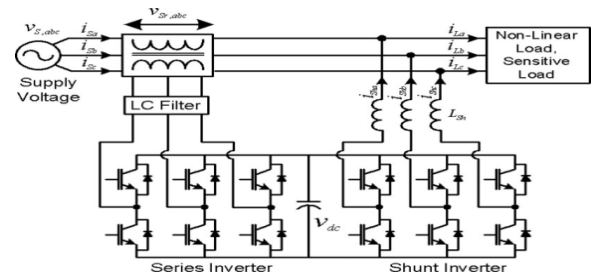 v_S,abc
v_Sr,abc
i_Sa
i_Sb
i_Sc
Supply
Voltage
LC Filter
i_La
i_Lb
i_Lc
Non-Linear
Load,
Sensitive
Load
i_Sha
i_Shb
i_Shc
L_Sh
v_dc
Series Inverter
Shunt Inverter